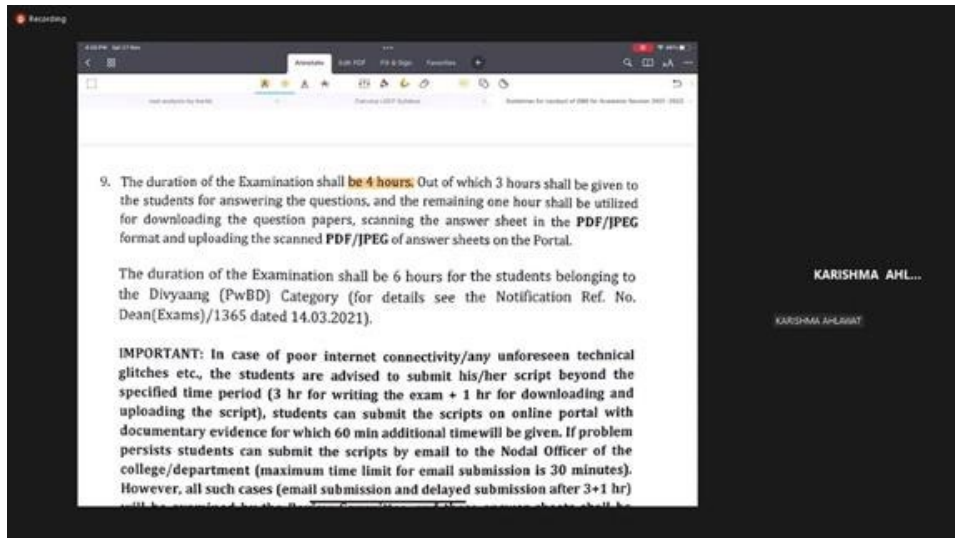 Recording
Annotate Edit PDF Fill & Sign Favorites
9. The duration of the Examination shall be 4 hours. Out of which 3 hours shall be given to
the students for answering the questions, and the remaining one hour shall be utilized
for downloading the question papers, scanning the answer sheet in the PDF/JPEG
format and uploading the scanned PDF/JPEG of answer sheets on the Portal.
The duration of the Examination shall be 6 hours for the students belonging to
the Divyaang (PwBD) Category (for details see the Notification Ref. No.
Dean(Exams)/1365 dated 14.03.2021).
IMPORTANT: In case of poor internet connectivity/any unforeseen technical
glitches etc., the students are advised to submit his/her script beyond the
specified time period (3 hr for writing the exam + 1 hr for downloading and
uploading the script), students can submit the scripts on online portal with
documentary evidence for which 60 min additional timewill be given. If problem
persists students can submit the scripts by email to the Nodal Officer of the
college/department (maximum time limit for email submission is 30 minutes).
However, all such cases (email submission and delayed submission after 3+1 hr)
KARISHMA AHL...
KARISHMA AHLAWAT